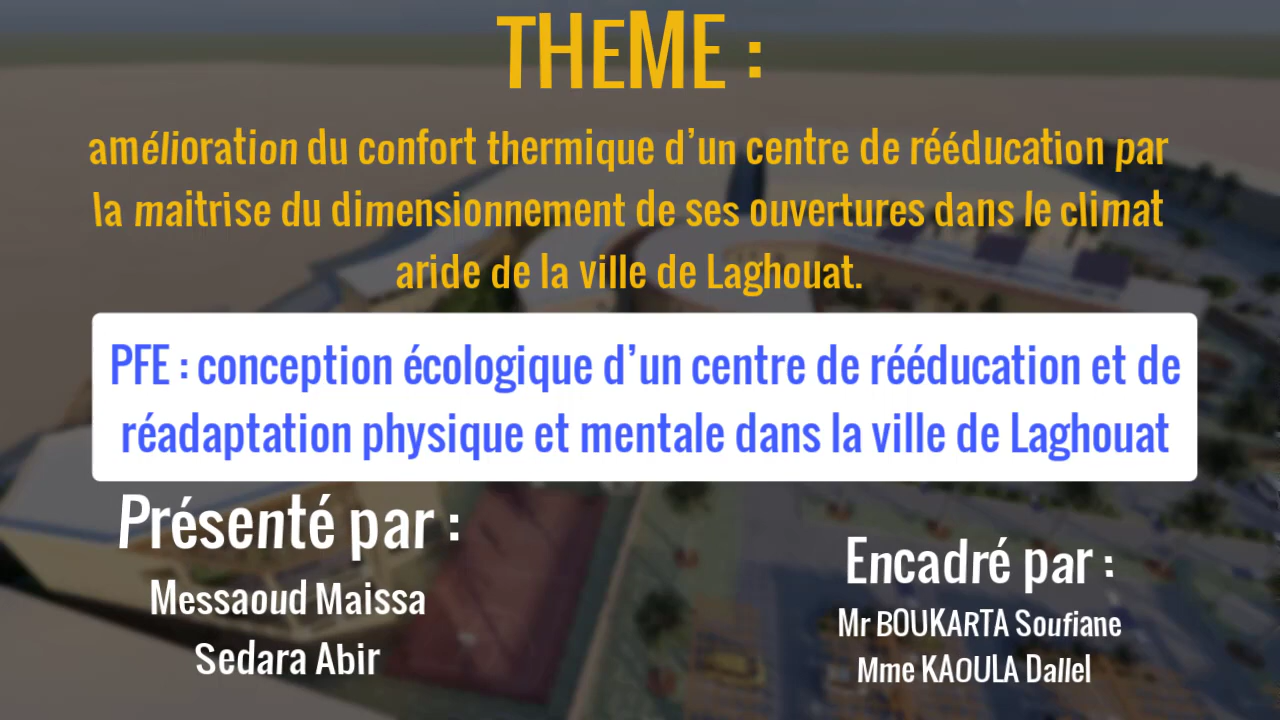 THEME :
amélioration du confort thermique d’un centre de rééducation par
la maitrise du dimensionnement de ses ouvertures dans le climat
aride de la ville de Laghouat.
PFE : conception écologique d’un centre de rééducation et de
réadaptation physique et mentale dans la ville de Laghouat
Présenté par :
Messaoud Maissa
Sedara Abir
Encadré par :
Mr BOUKARTA Soufiane
Mme KAOULA Dallel